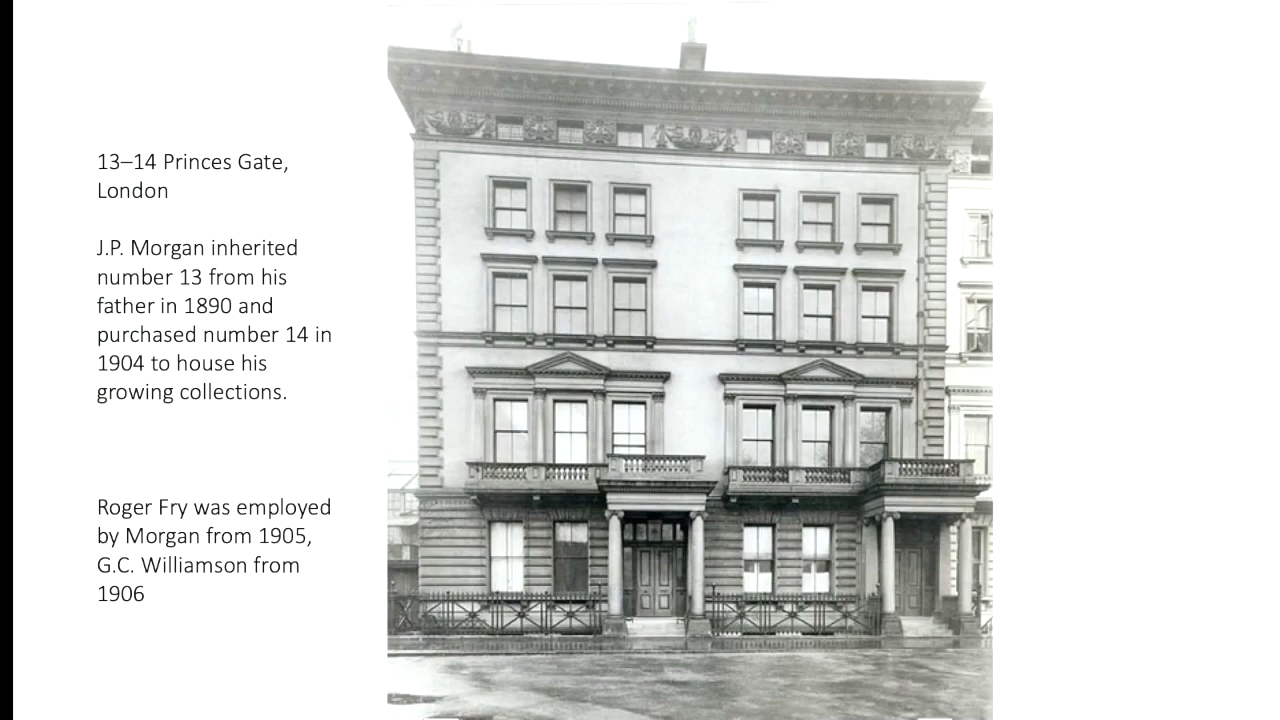 13–14 Princes Gate,
London
J.P. Morgan inherited
number 13 from his
father in 1890 and
purchased number 14 in
1904 to house his
growing collections.
Roger Fry was employed
by Morgan from 1905,
G.C. Williamson from
1906